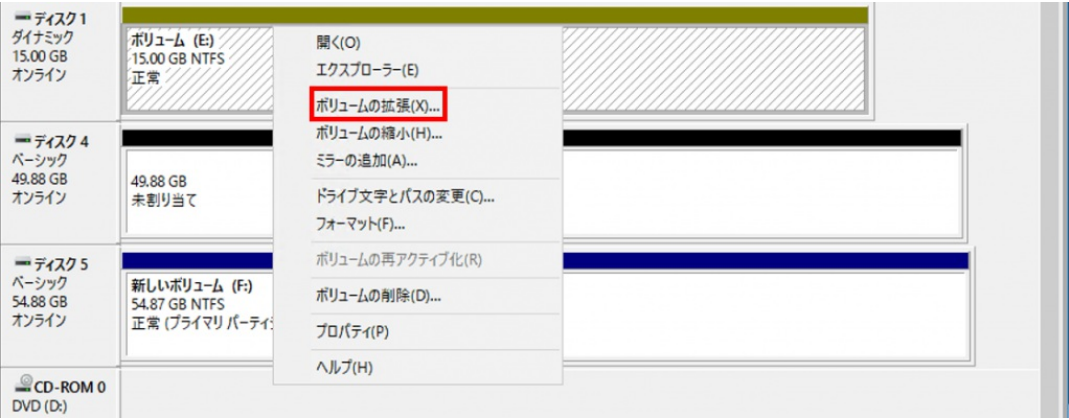 ディスク 1
ダイナミック
15.00 GB
オンライン
ボリューム (E:)
15.00 GB NTFS
正常
開く(O)
エクスプローラー(E)
ボリュームの拡張(X)...
ボリュームの縮小(H)...
ミラーの追加(A)...
ドライブ文字とパスの変更(C)...
フォーマット(F)...
ボリュームの再アクティブ化(R)
ボリュームの削除(D)...
プロパティ(P)
ヘルプ(H)
ディスク 4
ベーシック
49.88 GB
オンライン
49.88 GB
未割り当て
ディスク 5
ベーシック
54.88 GB
オンライン
新しいボリューム (F:)
54.87 GB NTFS
正常 (プライマリ パーティ
CD-ROM 0
DVD (D:)